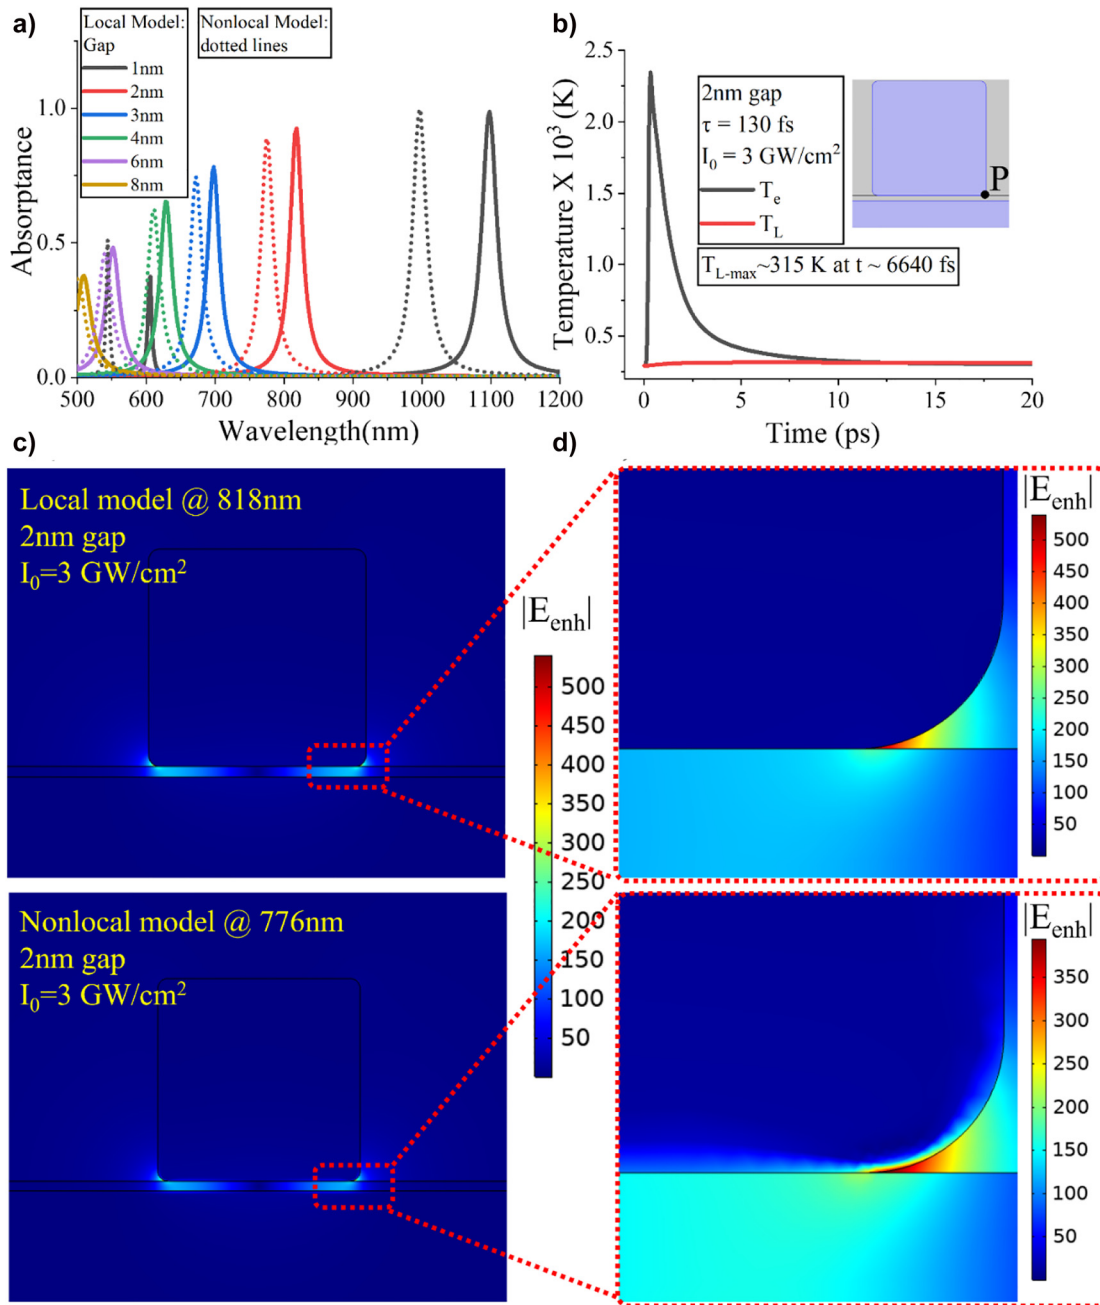 a)
Local Model:
Gap
1nm
2nm
3nm
4nm
6nm
8nm
Nonlocal Model:
dotted lines
Absorptance
1.0
0.5
0.0
500 600 700 800 900 1000 1100 1200
Wavelength(nm)
b)
Temperature X 10³ (K)
2.5
2.0
1.5
1.0
0.5
2nm gap
τ = 130 fs
I₀ = 3 GW/cm²
Tₑ
T_L
P
T_L-max~315 K at t ~ 6640 fs
0 5 10 15 20
Time (ps)
c)
Local model @ 818nm
2nm gap
I₀=3 GW/cm²
|E_enh|
500
450
400
350
300
250
200
150
100
50
d)
|E_enh|
500
450
400
350
300
250
200
150
100
50
Nonlocal model @ 776nm
2nm gap
I₀=3 GW/cm²
|E_enh|
350
300
250
200
150
100
50